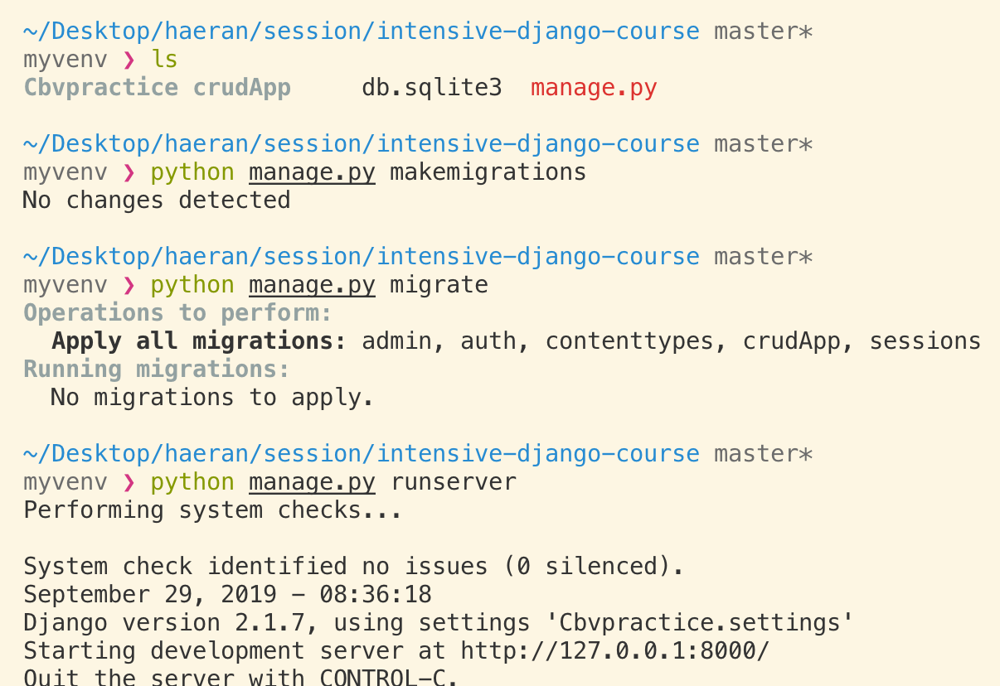 ~/Desktop/haeran/session/intensive-django-course master*
myvenv ❯ ls
Cbvpractice crudApp     db.sqlite3  manage.py
~/Desktop/haeran/session/intensive-django-course master*
myvenv ❯ python manage.py makemigrations
No changes detected
~/Desktop/haeran/session/intensive-django-course master*
myvenv ❯ python manage.py migrate
Operations to perform:
  Apply all migrations: admin, auth, contenttypes, crudApp, sessions
Running migrations:
  No migrations to apply.
~/Desktop/haeran/session/intensive-django-course master*
myvenv ❯ python manage.py runserver
Performing system checks...
System check identified no issues (0 silenced).
September 29, 2019 - 08:36:18
Django version 2.1.7, using settings 'Cbvpractice.settings'
Starting development server at http://127.0.0.1:8000/
Quit the server with CONTROL-C.